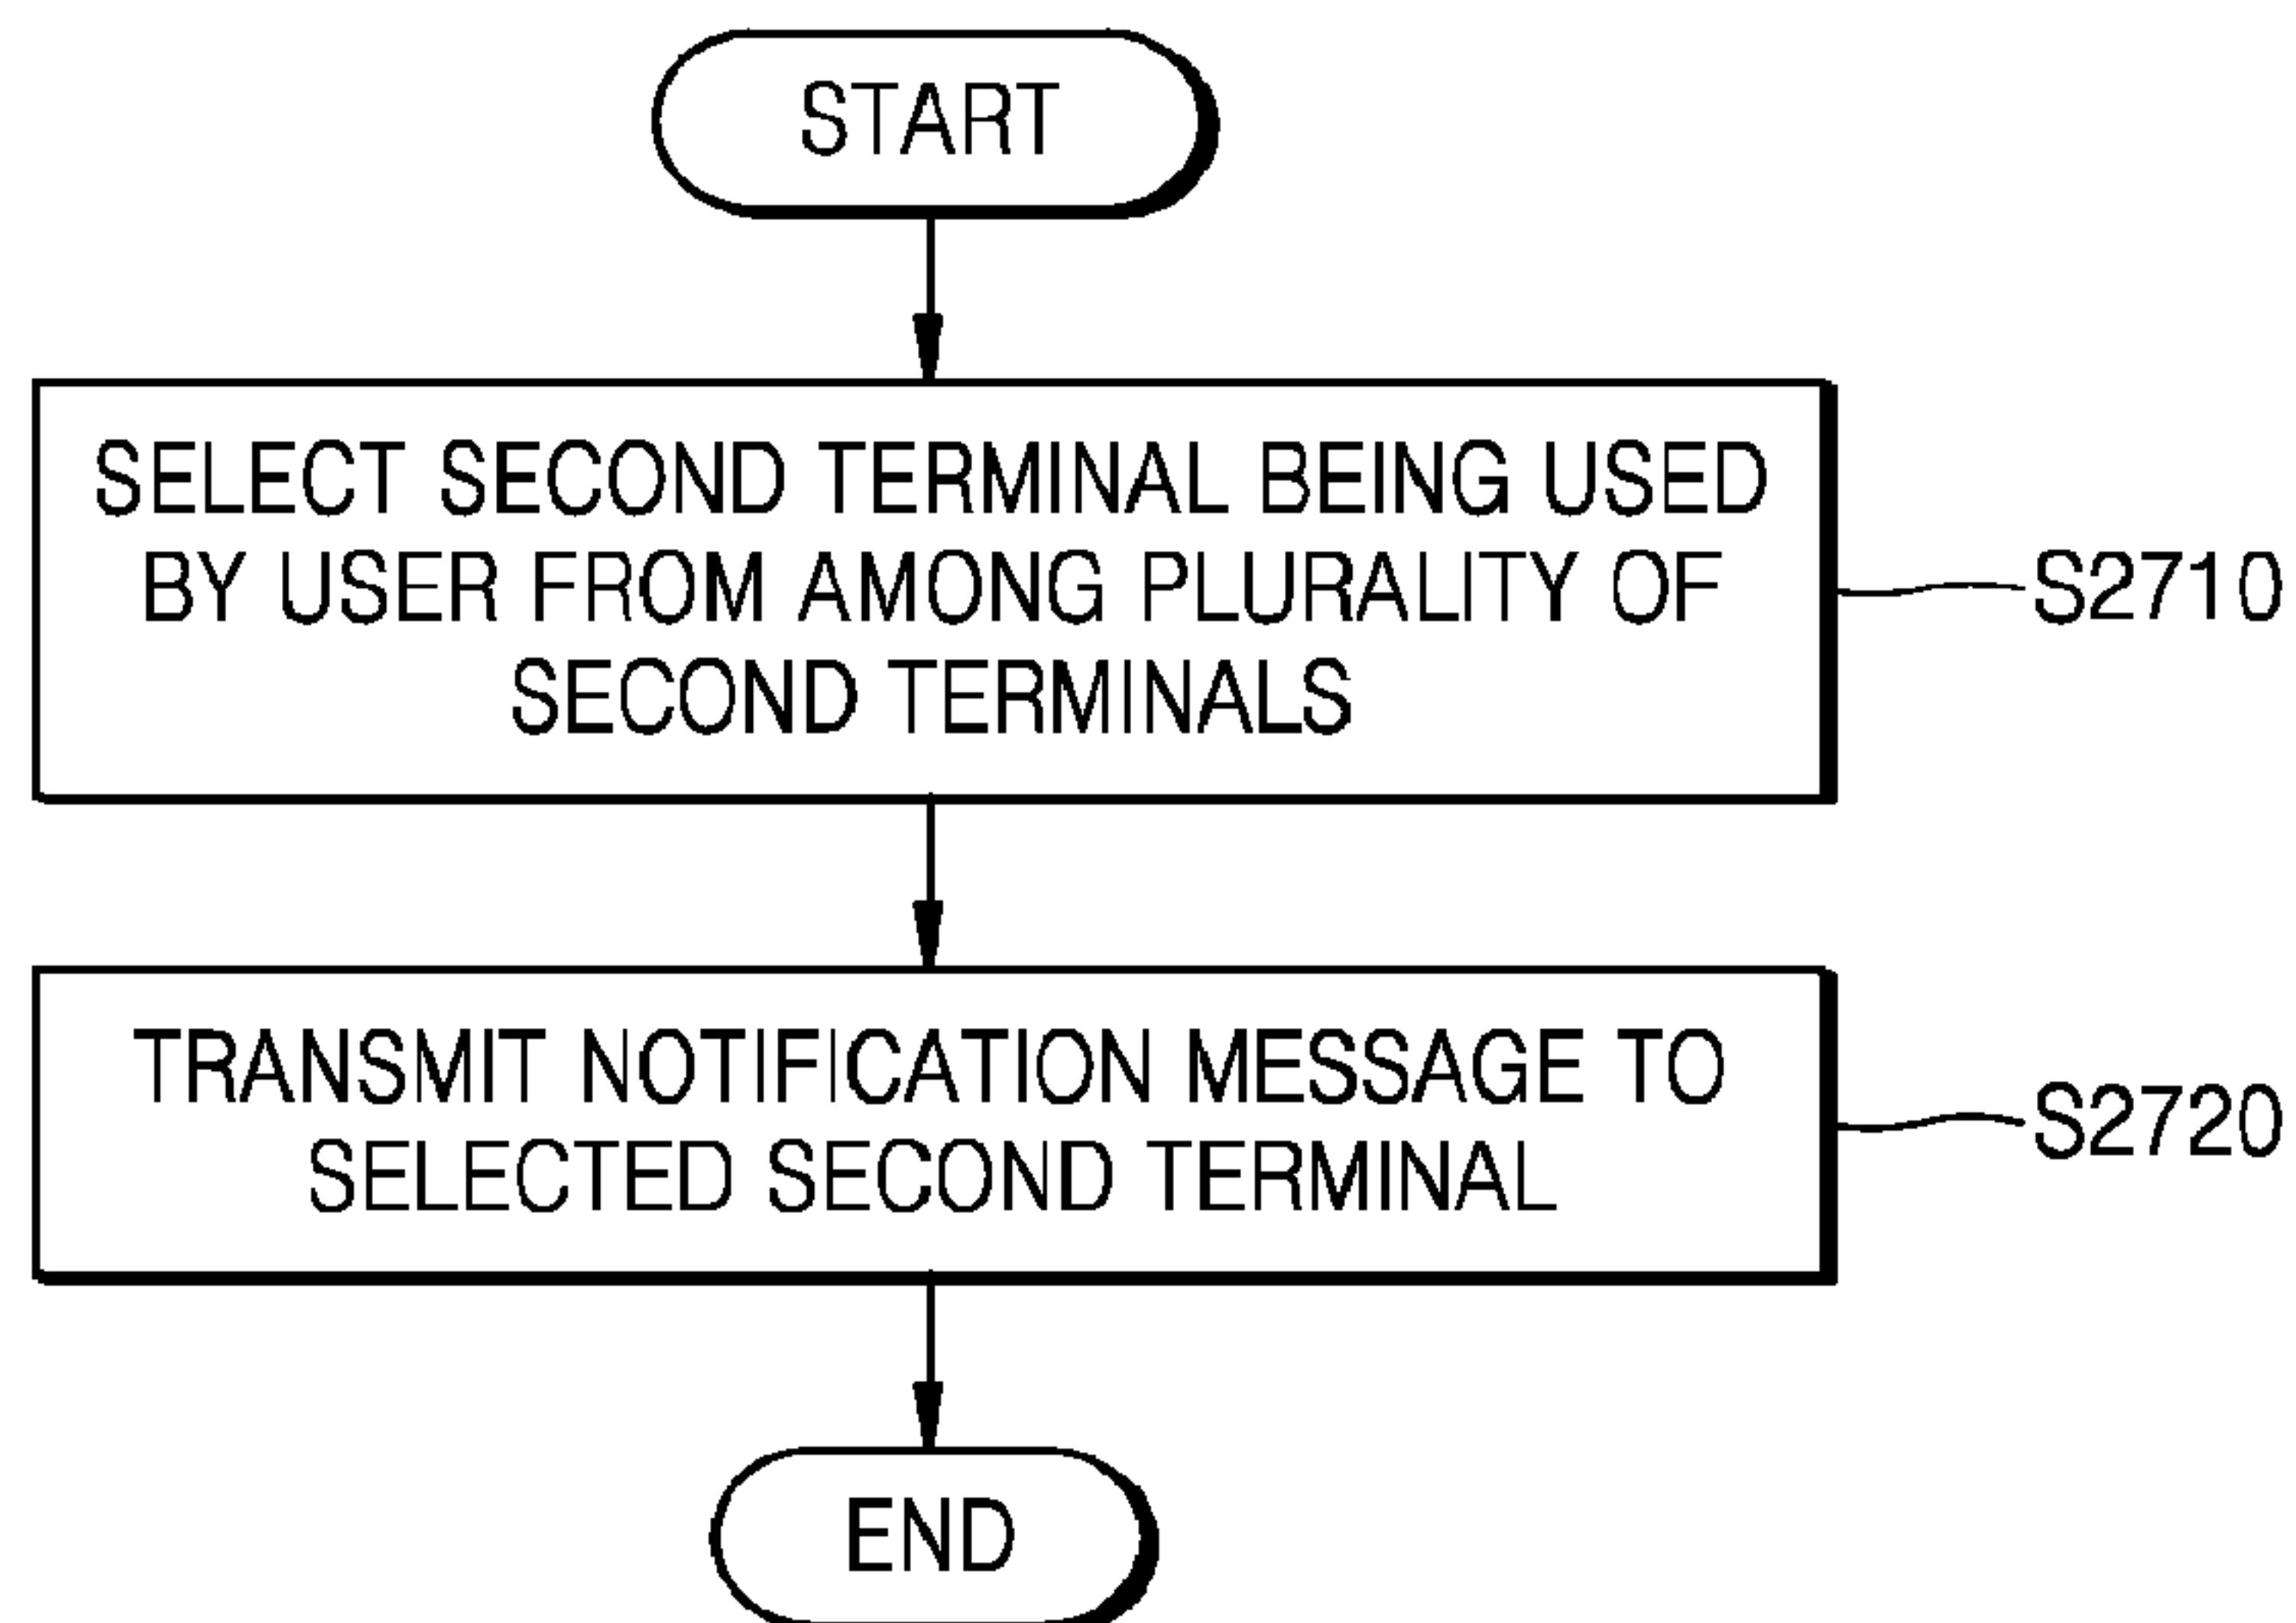 START
SELECT SECOND TERMINAL BEING USED
BY USER FROM AMONG PLURALITY OF
SECOND TERMINALS
S2710
TRANSMIT NOTIFICATION MESSAGE TO
SELECTED SECOND TERMINAL
S2720
END